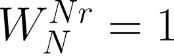 $W_N^{Nr} = 1$